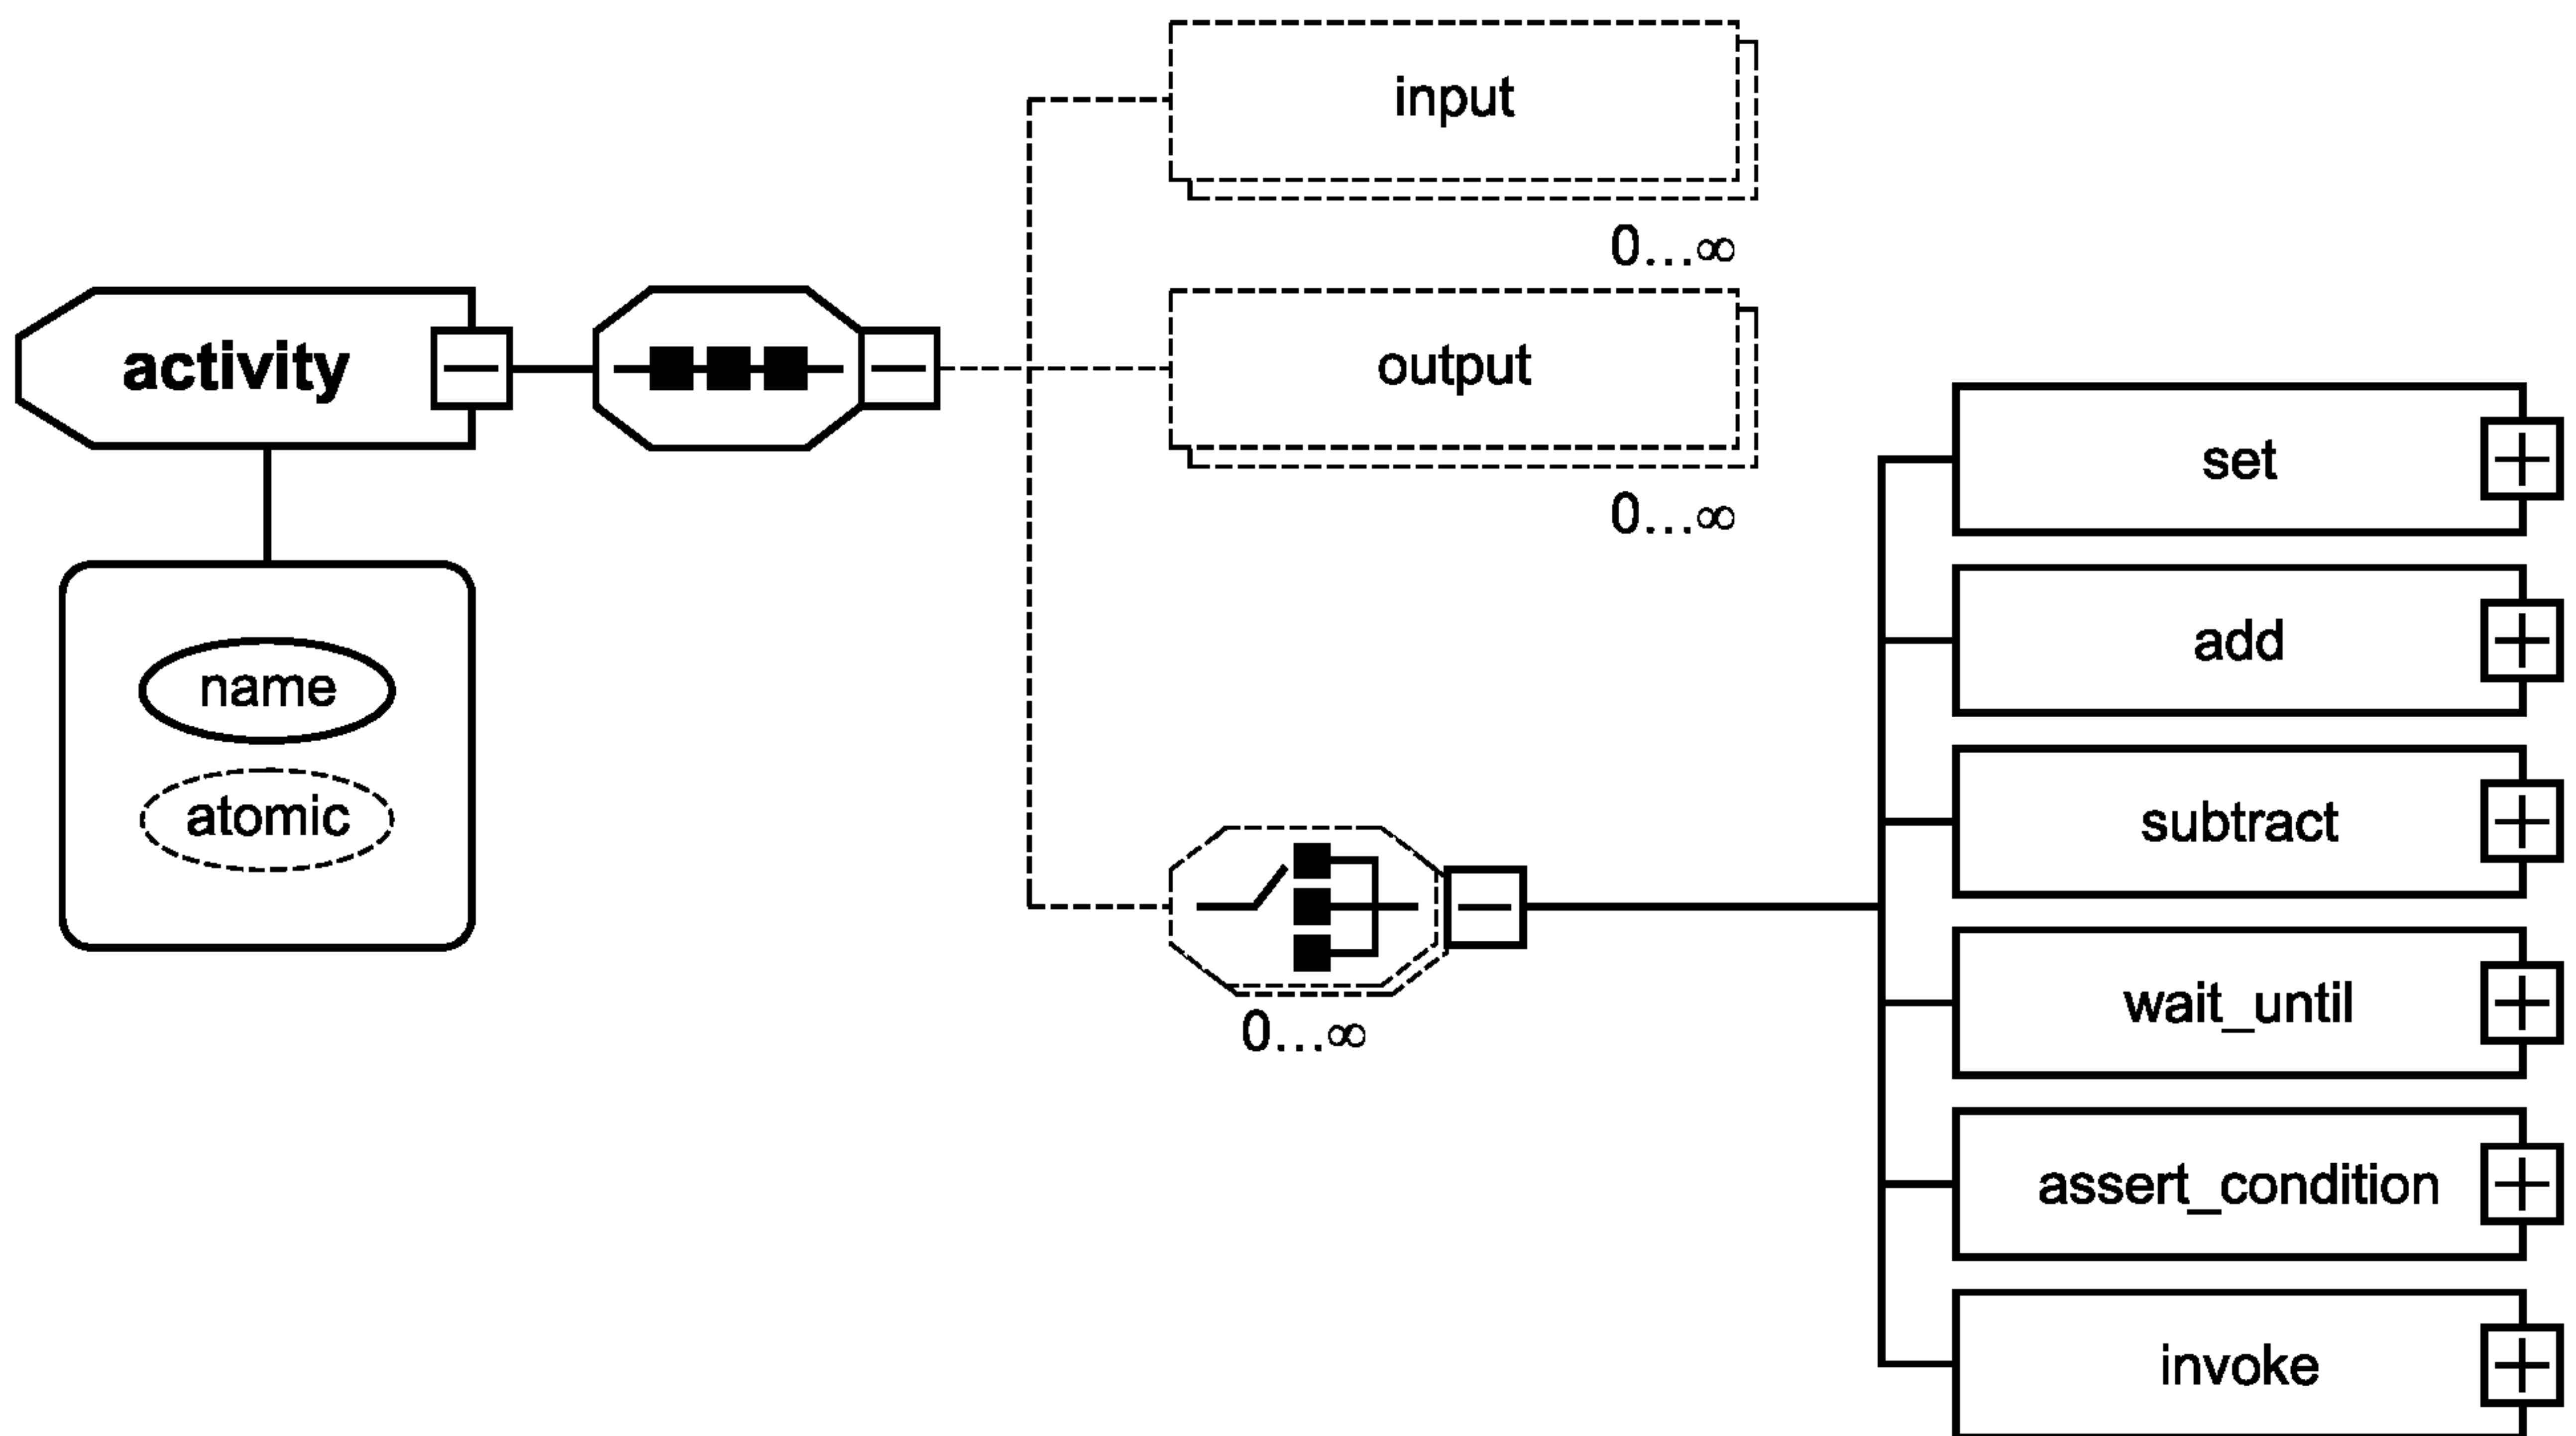 activity
name
atomic
input
0...∞
output
0...∞
0...∞
set
add
subtract
wait_until
assert_condition
invoke